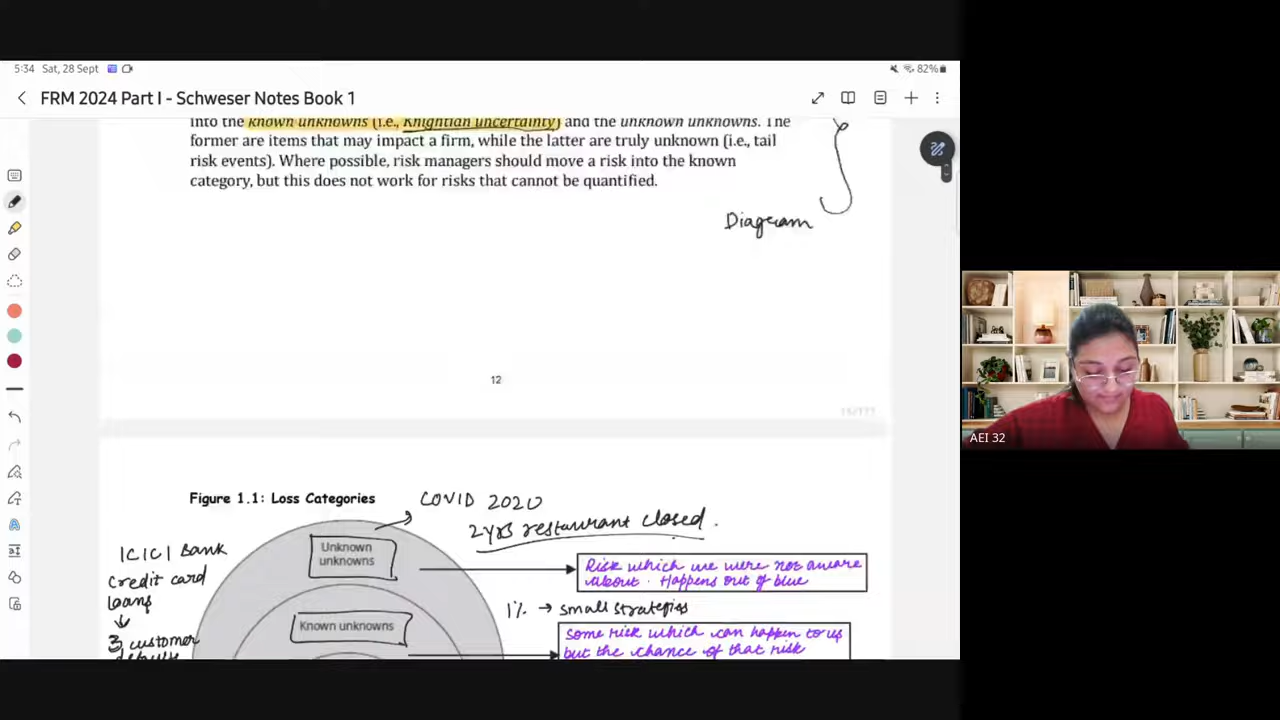 5:34 Sat, 28 Sept
82%
FRM 2024 Part I - Schweser Notes Book 1
into the known unknowns (i.e., Knightian uncertainty) and the unknown unknowns. The
former are items that may impact a firm, while the latter are truly unknown (i.e., tail
risk events). Where possible, risk managers should move a risk into the known
category, but this does not work for risks that cannot be quantified.
Diagram
12
Figure 1.1: Loss Categories
COVID 2020
2yrs restaurant closed.
ICICI Bank
credit card
loans
3 customer
defaults
Unknown
unknowns
Risk which we were not aware
about. Happens out of blue
1% → small strategies
Known unknowns
Some risk which can happen to us
but the chance of that risk
AEI 32